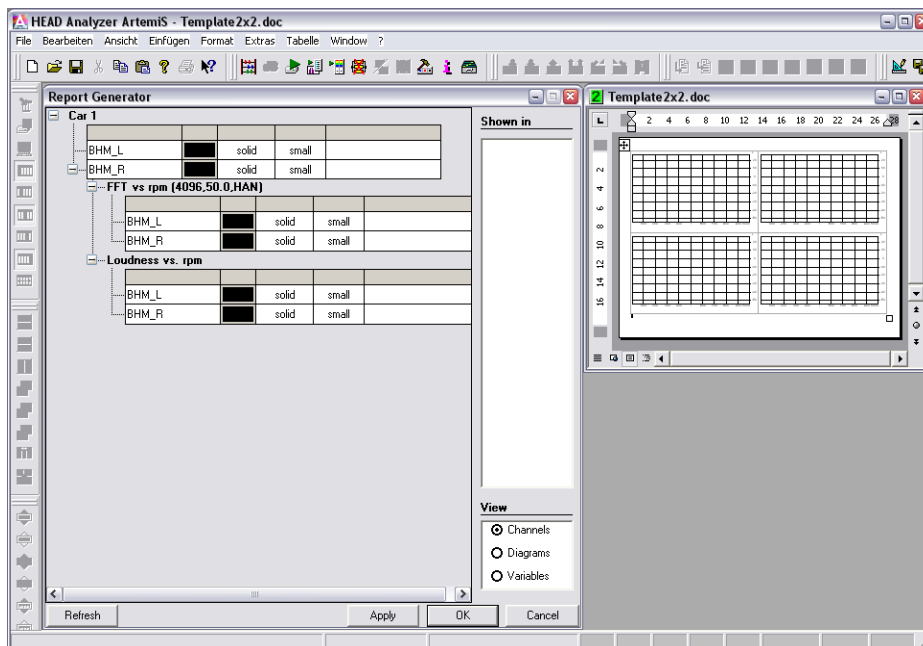 HEAD Analyzer ArtemiS - Template2x2.doc
File Bearbeiten Ansicht Einfügen Format Extras Tabelle Window ?
Report Generator
Car 1
BHM_L solid small
BHM_R solid small
FFT vs rpm (4096,50.0,HAN)
BHM_L solid small
BHM_R solid small
Loudness vs. rpm
BHM_L solid small
BHM_R solid small
Shown in
View
Channels
Diagrams
Variables
Refresh Apply OK Cancel
2 Template2x2.doc
L 2 4 6 8 10 12 14 16 18 20 22 24 26 28
2
4
6
8
10
12
14
16